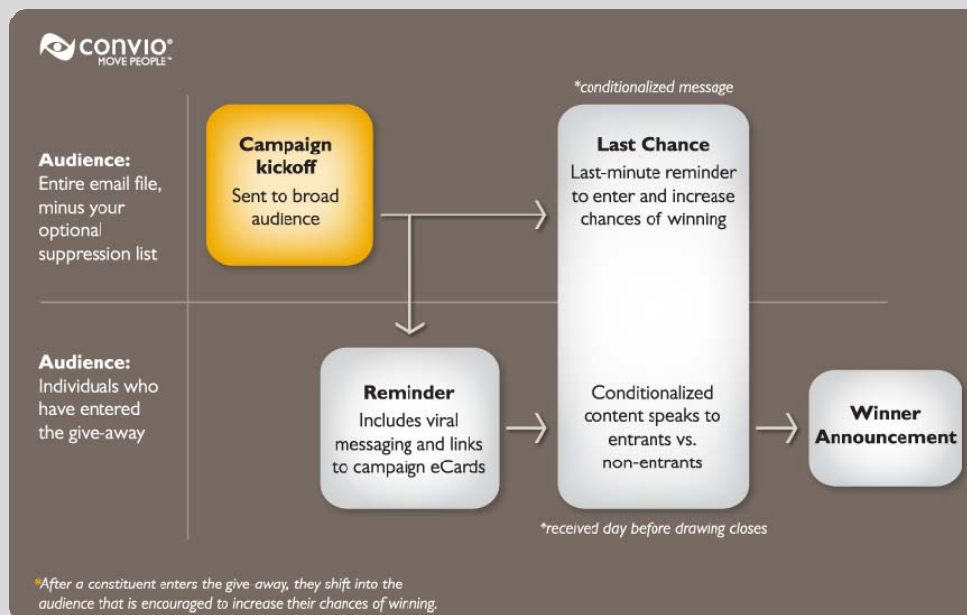 convio®
MOVE PEOPLE™
*conditionalized message
Audience:
Entire email file,
minus your
optional
suppression list
Campaign
kickoff
Sent to broad
audience
Last Chance
Last-minute reminder
to enter and increase
chances of winning
Audience:
Individuals who
have entered
the give-away
Reminder
Includes viral
messaging and links
to campaign eCards
Conditionalized
content speaks to
entrants vs.
non-entrants
Winner
Announcement
*received day before drawing closes
*After a constituent enters the give-away, they shift into the
audience that is encouraged to increase their chances of winning.